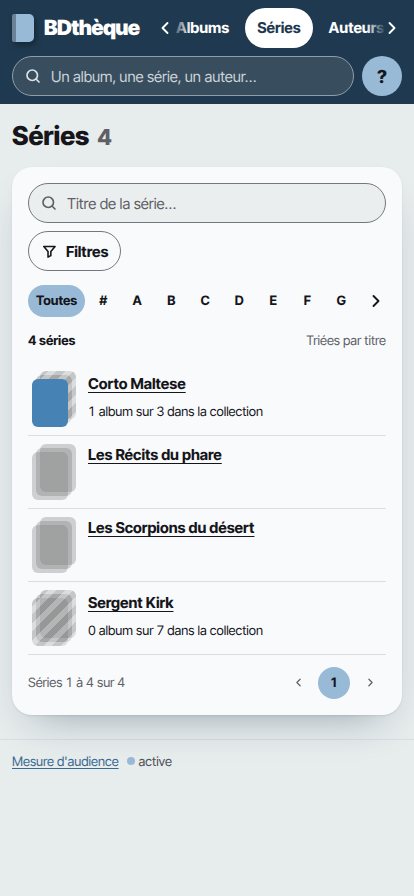 BDthèque
Albums
Séries
Auteurs
Un album, une série, un auteur...
?
Séries 4
Titre de la série...
Filtres
Toutes # A B C D E F G
4 séries
Triées par titre
Corto Maltese
1 album sur 3 dans la collection
Les Récits du phare
Les Scorpions du désert
Sergent Kirk
0 album sur 7 dans la collection
Séries 1 à 4 sur 4
1
Mesure d'audience
active